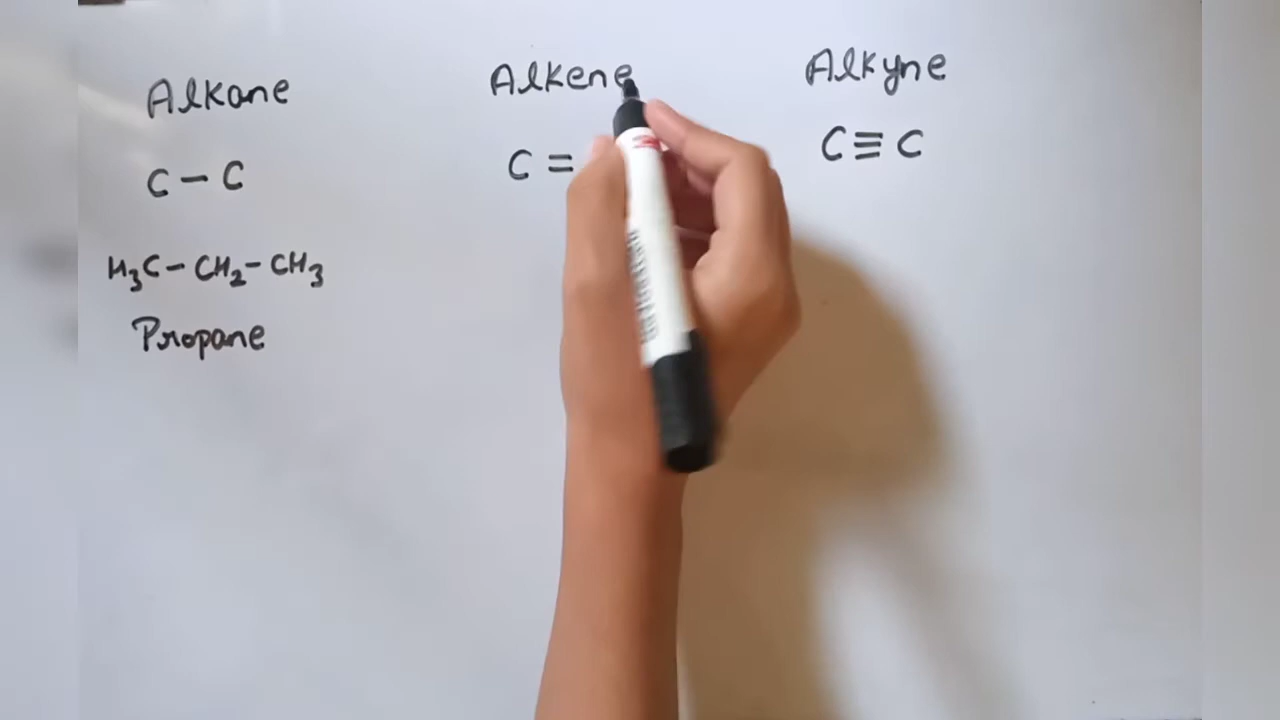 Alkane
C - C
H₃C - CH₂ - CH₃
Propane
Alkene
C =
Alkyne
C ≡ C